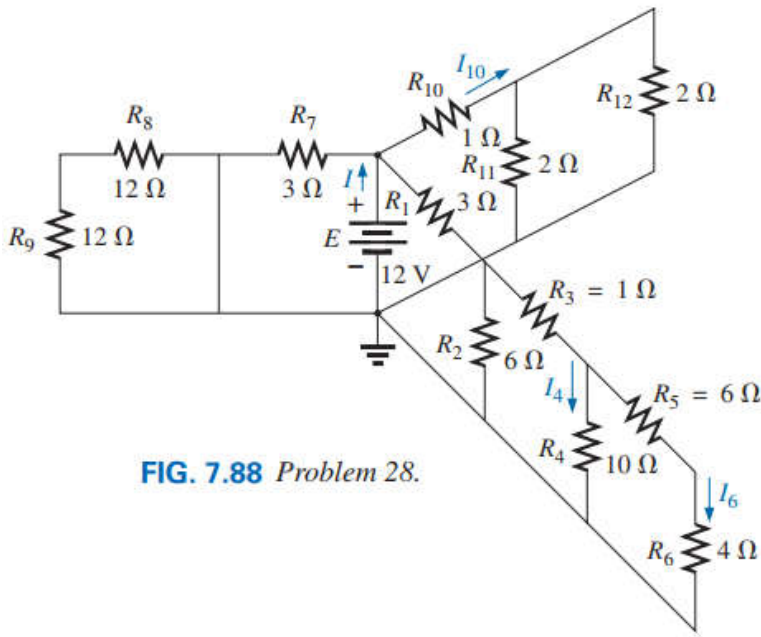 I₁₀
R₁₀
1 Ω
R₁₂
2 Ω
R₁₁
2 Ω
R₈
12 Ω
R₇
3 Ω
I
R₁
3 Ω
R₉
12 Ω
+
E
−
12 V
R₃ = 1 Ω
R₂
6 Ω
I₄
R₅ = 6 Ω
R₄
10 Ω
I₆
R₆
4 Ω
FIG. 7.88 Problem 28.